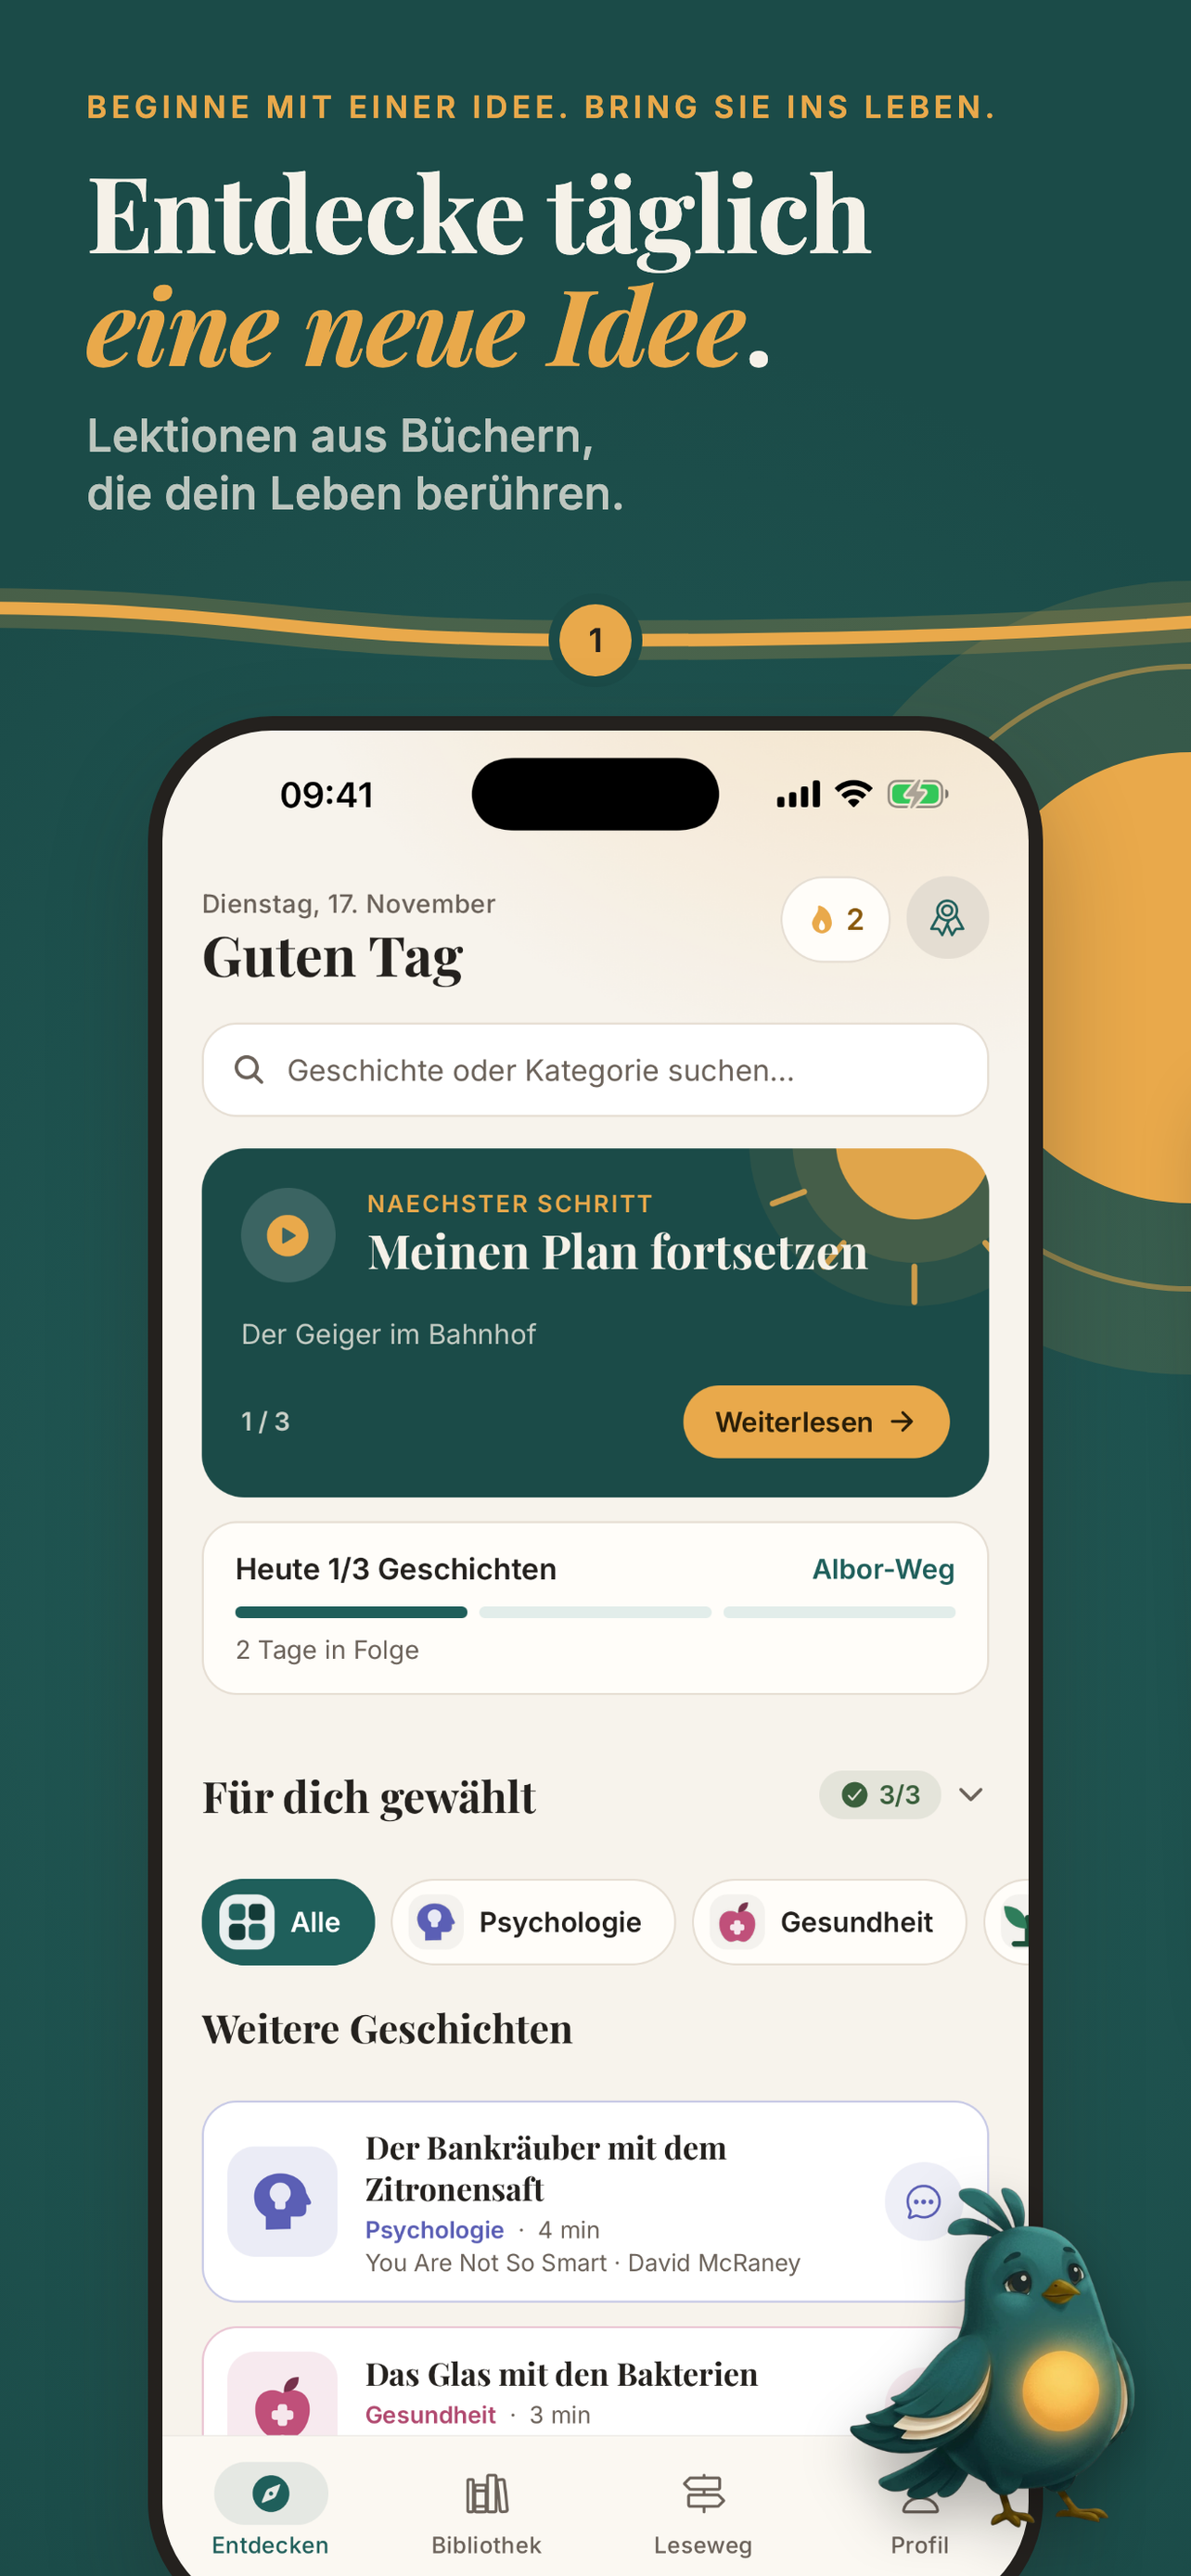 BEGINNE MIT EINER IDEE. BRING SIE INS LEBEN.
Entdecke täglich
eine neue Idee.
Lektionen aus Büchern,
die dein Leben berühren.
1
09:41
Dienstag, 17. November
Guten Tag
2
Geschichte oder Kategorie suchen...
NAECHSTER SCHRITT
Meinen Plan fortsetzen
Der Geiger im Bahnhof
1 / 3
Weiterlesen →
Heute 1/3 Geschichten
Albor-Weg
2 Tage in Folge
Für dich gewählt
3/3
Alle
Psychologie
Gesundheit
Weitere Geschichten
Der Bankräuber mit dem
Zitronensaft
Psychologie · 4 min
You Are Not So Smart · David McRaney
Das Glas mit den Bakterien
Gesundheit · 3 min
Entdecken
Bibliothek
Leseweg
Profil